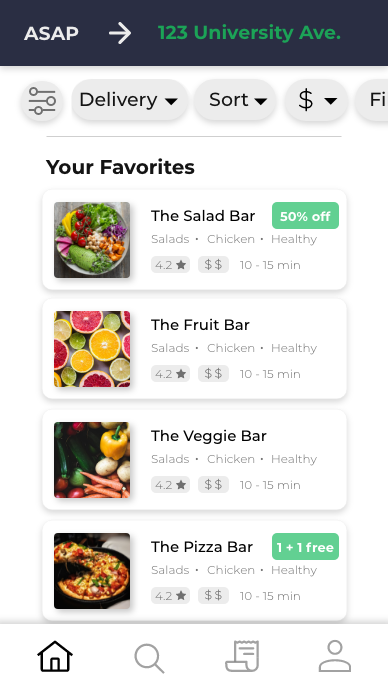 ASAP → 123 University Ave.
Delivery Sort $ Fi
Your Favorites
The Salad Bar 50% off
Salads • Chicken • Healthy
4.2 ★ $$ 10 - 15 min
The Fruit Bar
Salads • Chicken • Healthy
4.2 ★ $$ 10 - 15 min
The Veggie Bar
Salads • Chicken • Healthy
4.2 ★ $$ 10 - 15 min
The Pizza Bar 1 + 1 free
Salads • Chicken • Healthy
4.2 ★ $$ 10 - 15 min